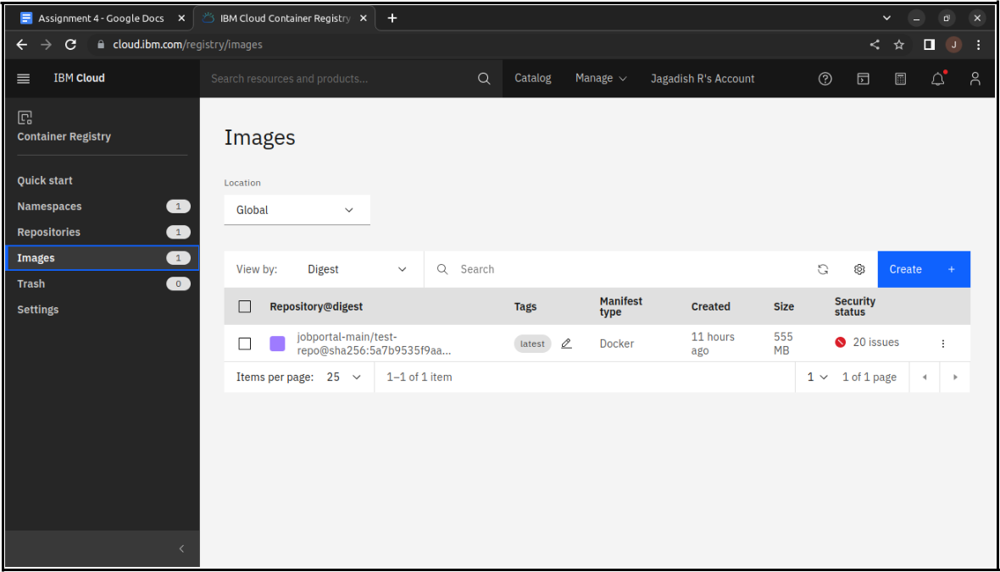 Assignment 4 - Google Docs
IBM Cloud Container Registry
cloud.ibm.com/registry/images
J
IBM Cloud
Search resources and products...
Catalog
Manage
Jagadish R's Account
Container Registry
Quick start
Namespaces 1
Repositories 1
Images 1
Trash 0
Settings
Images
Location
Global
View by: Digest
Search
Create +
Repository@digest Tags Manifest type Created Size Security status
jobportal-main/test-
repo@sha256:5a7b9535f9aa...
latest
Docker
11 hours
ago
555
MB
20 issues
Items per page: 25
1–1 of 1 item
1
1 of 1 page